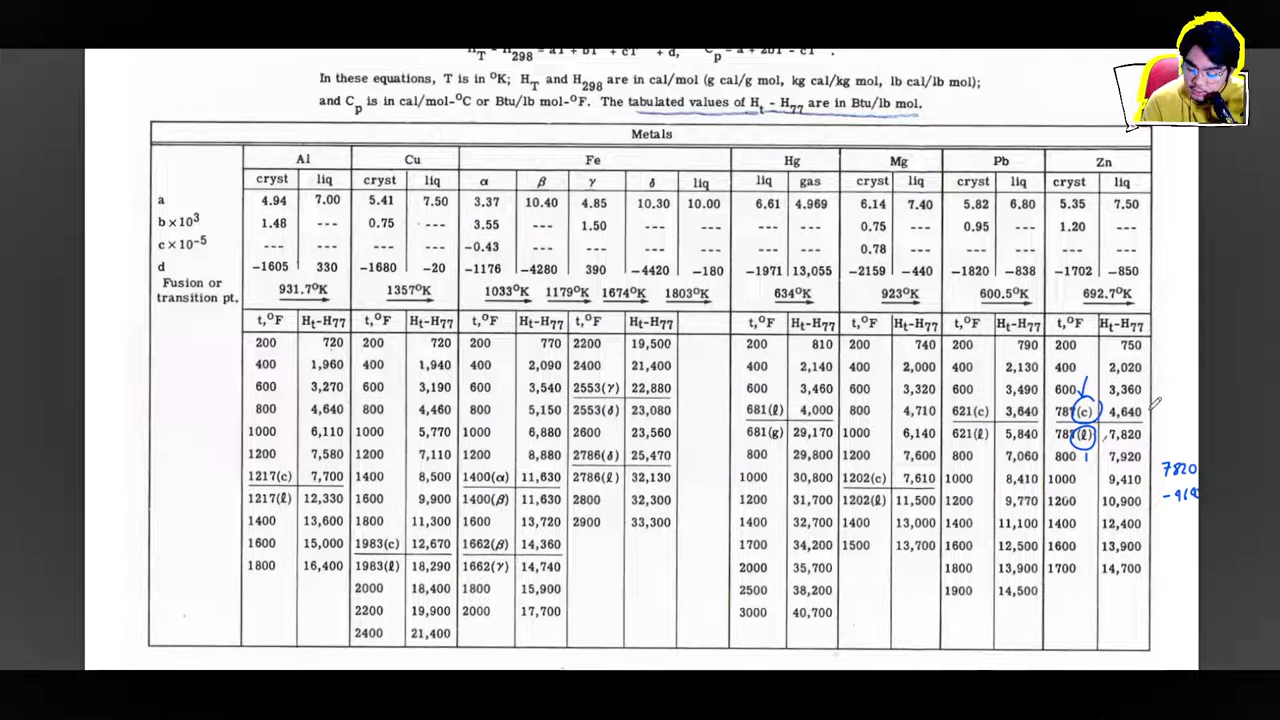 H_T - H_298 = aT + bT + cT + d, C_p = a + 2bT - cT .
In these equations, T is in °K; H_T and H_298 are in cal/mol (g cal/g mol, kg cal/kg mol, lb cal/lb mol);
and C_p is in cal/mol-°C or Btu/lb mol-°F. The tabulated values of H_t - H_77 are in Btu/lb mol.
Metals
Al Cu Fe Hg Mg Pb Zn
cryst liq cryst liq α β γ δ liq liq gas cryst liq cryst liq cryst liq
a 4.94 7.00 5.41 7.50 3.37 10.40 4.85 10.30 10.00 6.61 4.969 6.14 7.40 5.82 6.80 5.35 7.50
b×10³ 1.48 --- 0.75 --- 3.55 --- 1.50 --- --- --- --- 0.75 --- 0.95 --- 1.20 ---
c×10⁻⁵ --- --- --- --- -0.43 --- --- --- --- --- --- 0.78 --- --- --- --- ---
d -1605 330 -1680 -20 -1176 -4280 390 -4420 -180 -1971 13,055 -2159 -440 -1820 -838 -1702 -850
Fusion or transition pt. 931.7°K 1357°K 1033°K 1179°K 1674°K 1803°K 634°K 923°K 600.5°K 692.7°K
t,°F H_t-H_77 t,°F H_t-H_77 t,°F H_t-H_77 t,°F H_t-H_77 t,°F H_t-H_77 t,°F H_t-H_77 t,°F H_t-H_77 t,°F H_t-H_77
200 720 200 720 200 770 2200 19,500 200 810 200 740 200 790 200 750
400 1,960 400 1,940 400 2,090 2400 21,400 400 2,140 400 2,000 400 2,130 400 2,020
600 3,270 600 3,190 600 3,540 2553(γ) 22,880 600 3,460 600 3,320 600 3,490 600 3,360
800 4,640 800 4,460 800 5,150 2553(δ) 23,080 681(ℓ) 4,000 800 4,710 621(c) 3,640 787(c) 4,640
1000 6,110 1000 5,770 1000 6,880 2600 23,560 681(g) 29,170 1000 6,140 621(ℓ) 5,840 787(ℓ) 7,820
1200 7,580 1200 7,110 1200 8,880 2786(δ) 25,470 800 29,800 1200 7,600 800 7,060 800 7,920
1217(c) 7,700 1400 8,500 1400(α) 11,630 2786(ℓ) 32,130 1000 30,800 1202(c) 7,610 1000 8,410 1000 9,410
7820
1217(ℓ) 12,330 1600 9,900 1400(β) 11,630 2800 32,300 1200 31,700 1202(ℓ) 11,500 1200 9,770 1200 10,900
1400 13,600 1800 11,300 1600 13,720 2900 33,300 1400 32,700 1400 13,000 1400 11,100 1400 12,400
1600 15,000 1983(c) 12,670 1662(β) 14,360 1700 34,200 1500 13,700 1600 12,500 1600 13,900
1800 16,400 1983(ℓ) 18,290 1662(γ) 14,740 2000 35,700 1800 13,900 1700 14,700
2000 18,400 1800 15,900 2500 38,200 1900 14,500
2200 19,900 2000 17,700 3000 40,700
2400 21,400